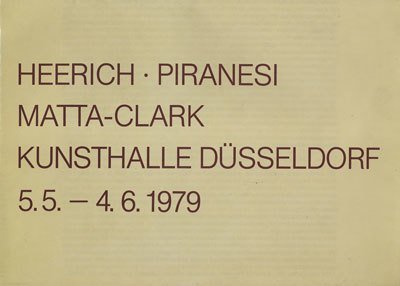 HEERICH · PIRANESI
MATTA-CLARK
KUNSTHALLE DÜSSELDORF
5.5. – 4.6.1979